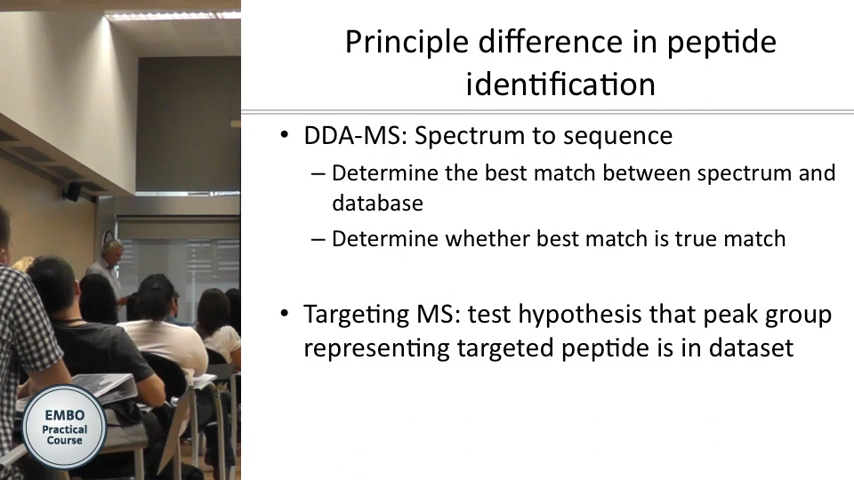 Principle difference in peptide
identification
• DDA-MS: Spectrum to sequence
– Determine the best match between spectrum and
database
– Determine whether best match is true match
• Targeting MS: test hypothesis that peak group
representing targeted peptide is in dataset
EMBO
Practical
Course